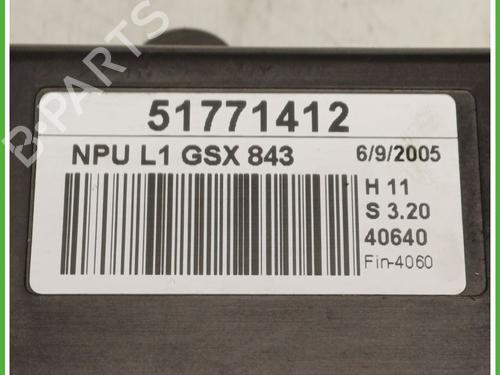 51771412
NPU L1 GSX 843 6/9/2005
H 11
S 3.20
40640
Fin-4060
B-PARTS